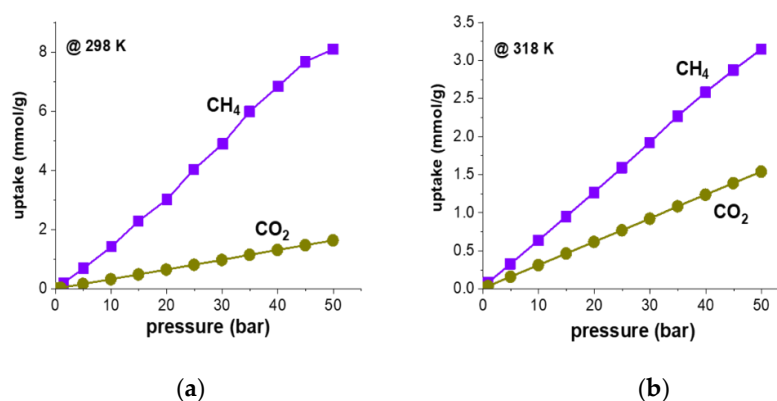 @ 298 K
CH₄
CO₂
uptake (mmol/g)
8
6
4
2
0
0 10 20 30 40 50
pressure (bar)
(a)
@ 318 K
CH₄
CO₂
uptake (mmol/g)
3.5
3.0
2.5
2.0
1.5
1.0
0.5
0.0
0 10 20 30 40 50
pressure (bar)
(b)